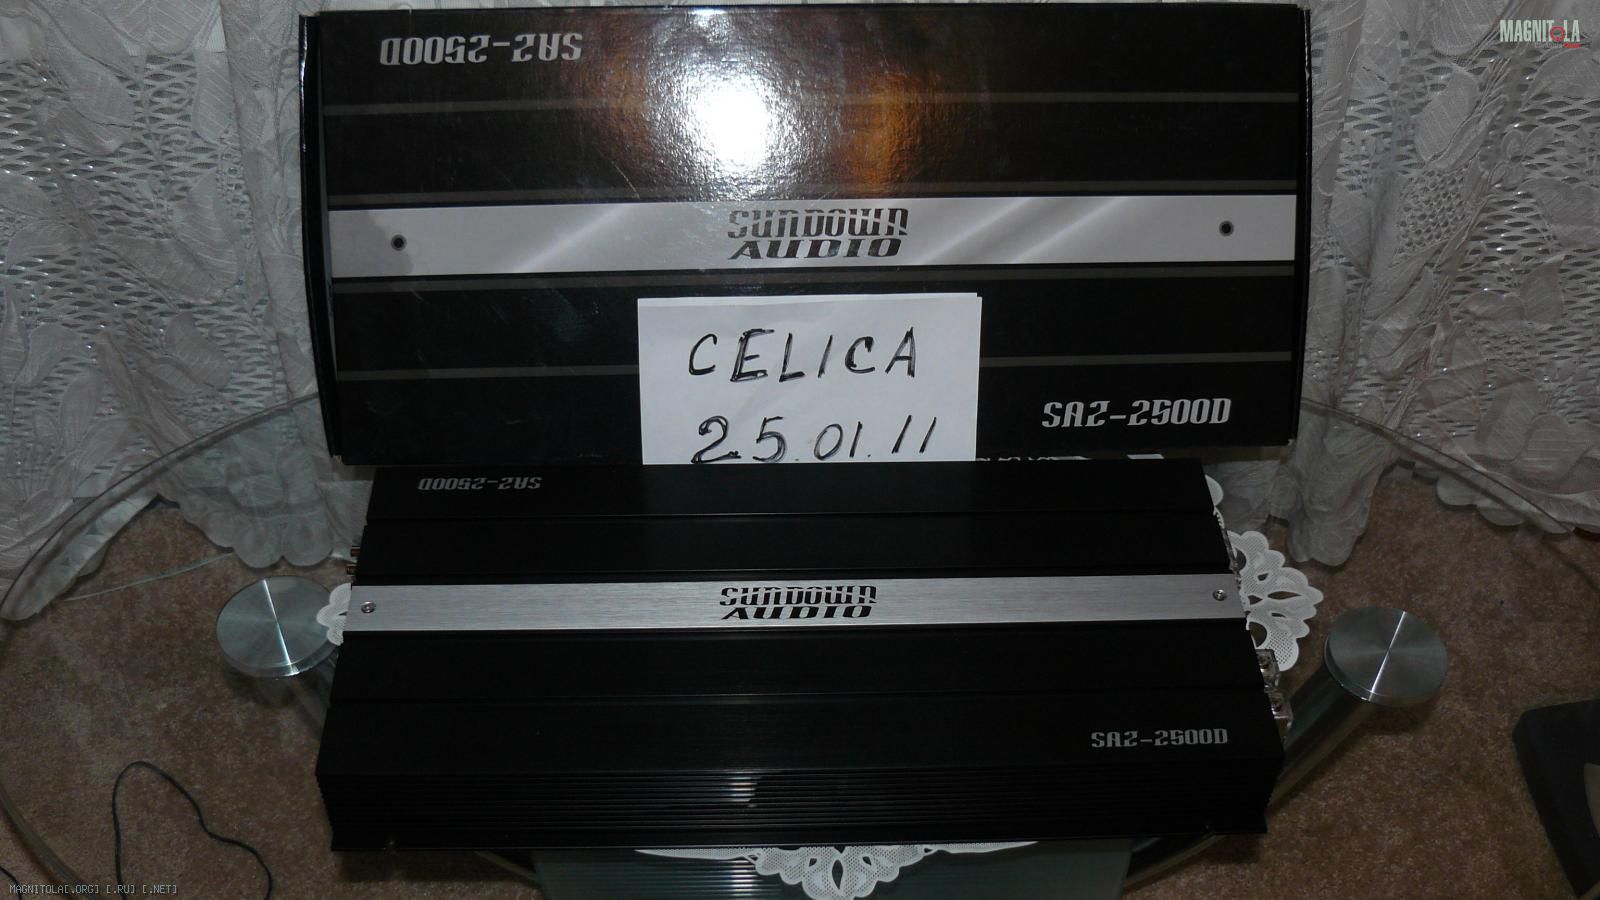 MAGNITOLA
SAZ-2500D
SUNDOWN
AUDIO
CELICA
25.01.11
SAZ-2500D
SAZ-2500D
SUNDOWN
AUDIO
SAZ-2500D
MAGNITOLA[.ORG] [.RU] [.NET]